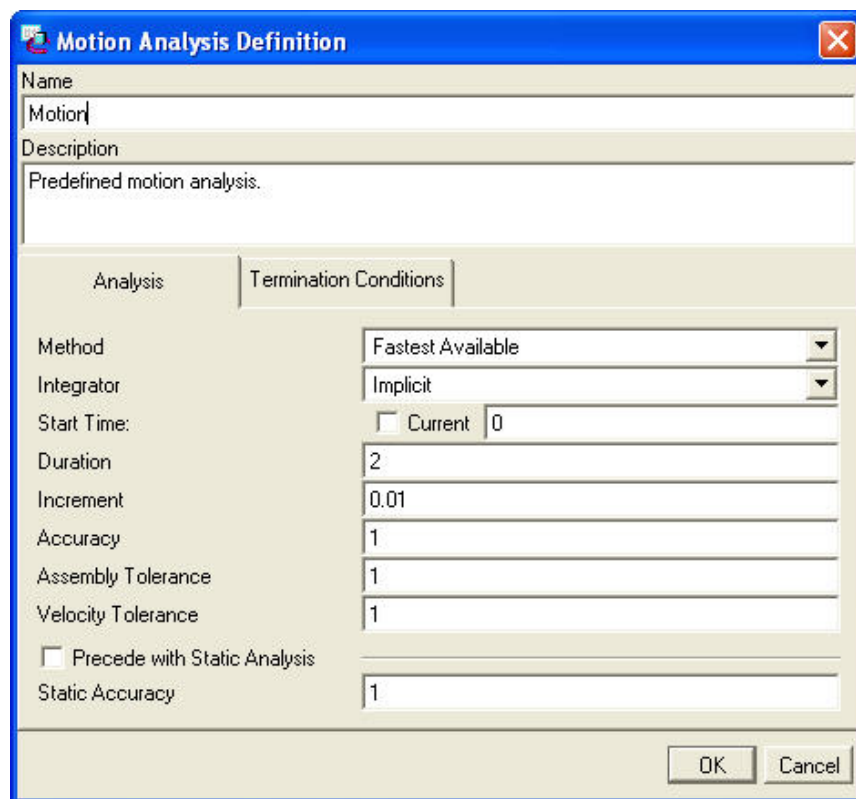 Motion Analysis Definition
Name
Motion
Description
Predefined motion analysis.
Analysis
Termination Conditions
Method Fastest Available
Integrator Implicit
Start Time: Current 0
Duration 2
Increment 0.01
Accuracy 1
Assembly Tolerance 1
Velocity Tolerance 1
Precede with Static Analysis
Static Accuracy 1
OK Cancel